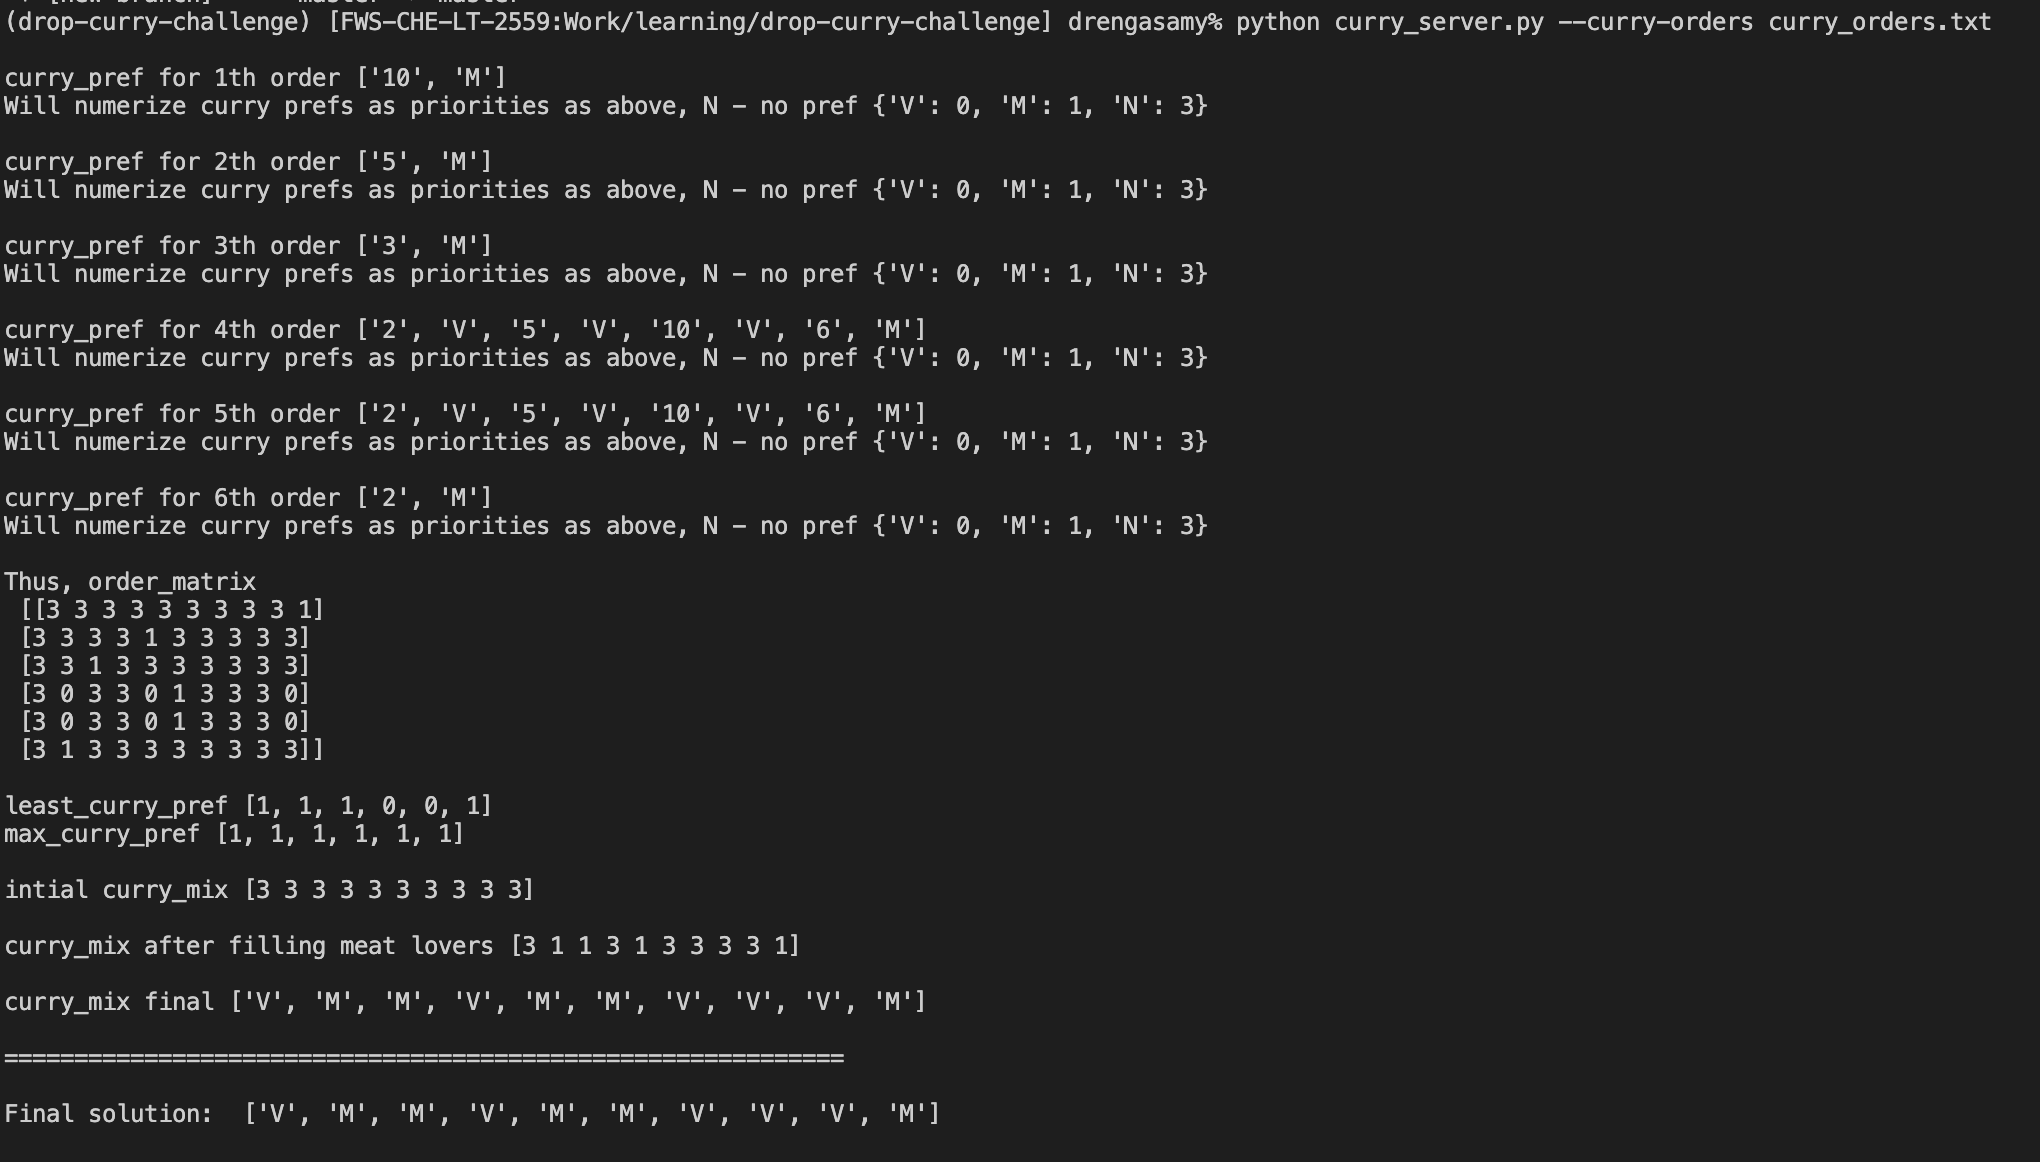 (drop-curry-challenge) [FWS-CHE-LT-2559:Work/learning/drop-curry-challenge] drengasamy% python curry_server.py --curry-orders curry_orders.txt
curry_pref for 1th order ['10', 'M']
Will numerize curry prefs as priorities as above, N - no pref {'V': 0, 'M': 1, 'N': 3}
curry_pref for 2th order ['5', 'M']
Will numerize curry prefs as priorities as above, N - no pref {'V': 0, 'M': 1, 'N': 3}
curry_pref for 3th order ['3', 'M']
Will numerize curry prefs as priorities as above, N - no pref {'V': 0, 'M': 1, 'N': 3}
curry_pref for 4th order ['2', 'V', '5', 'V', '10', 'V', '6', 'M']
Will numerize curry prefs as priorities as above, N - no pref {'V': 0, 'M': 1, 'N': 3}
curry_pref for 5th order ['2', 'V', '5', 'V', '10', 'V', '6', 'M']
Will numerize curry prefs as priorities as above, N - no pref {'V': 0, 'M': 1, 'N': 3}
curry_pref for 6th order ['2', 'M']
Will numerize curry prefs as priorities as above, N - no pref {'V': 0, 'M': 1, 'N': 3}
Thus, order_matrix
[[3 3 3 3 3 3 3 3 3 1]
[3 3 3 3 1 3 3 3 3 3]
[3 3 1 3 3 3 3 3 3 3]
[3 0 3 3 0 1 3 3 3 0]
[3 0 3 3 0 1 3 3 3 0]
[3 1 3 3 3 3 3 3 3 3]]
least_curry_pref [1, 1, 1, 0, 0, 1]
max_curry_pref [1, 1, 1, 1, 1, 1]
intial curry_mix [3 3 3 3 3 3 3 3 3 3]
curry_mix after filling meat lovers [3 1 1 3 1 3 3 3 3 1]
curry_mix final ['V', 'M', 'M', 'V', 'M', 'M', 'V', 'V', 'V', 'M']
============================================================
Final solution:  ['V', 'M', 'M', 'V', 'M', 'M', 'V', 'V', 'V', 'M']